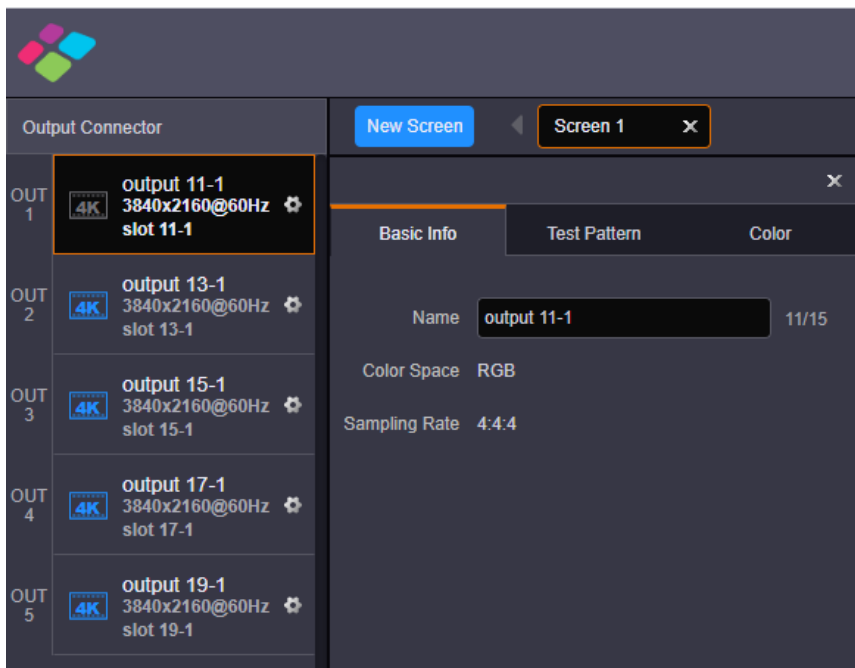 Output Connector
New Screen
Screen 1
OUT 1
4K
output 11-1
3840x2160@60Hz
slot 11-1
OUT 2
4K
output 13-1
3840x2160@60Hz
slot 13-1
OUT 3
4K
output 15-1
3840x2160@60Hz
slot 15-1
OUT 4
4K
output 17-1
3840x2160@60Hz
slot 17-1
OUT 5
4K
output 19-1
3840x2160@60Hz
slot 19-1
Basic Info
Test Pattern
Color
Name output 11-1 11/15
Color Space RGB
Sampling Rate 4:4:4